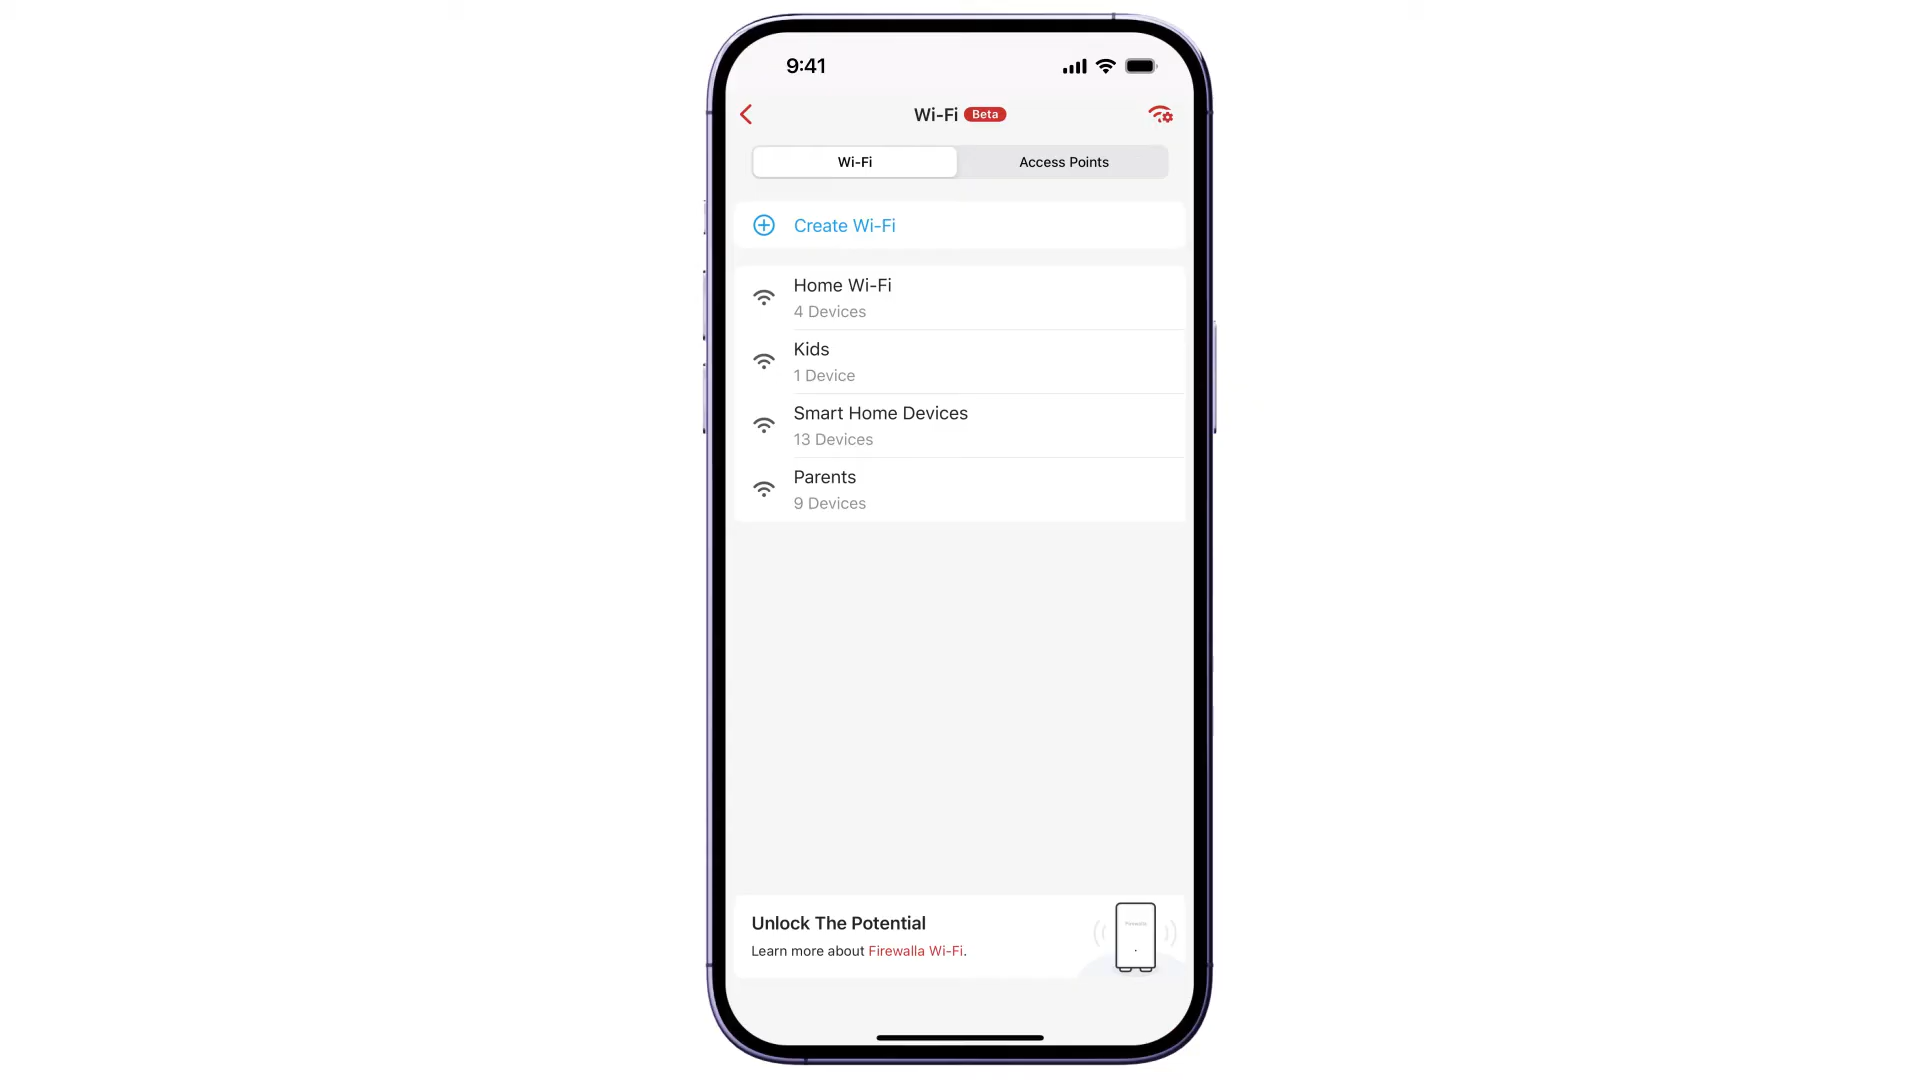 9:41
Wi-Fi Beta
Wi-Fi Access Points
Create Wi-Fi
Home Wi-Fi
4 Devices
Kids
1 Device
Smart Home Devices
13 Devices
Parents
9 Devices
Unlock The Potential
Learn more about Firewalla Wi-Fi.
Firewalla